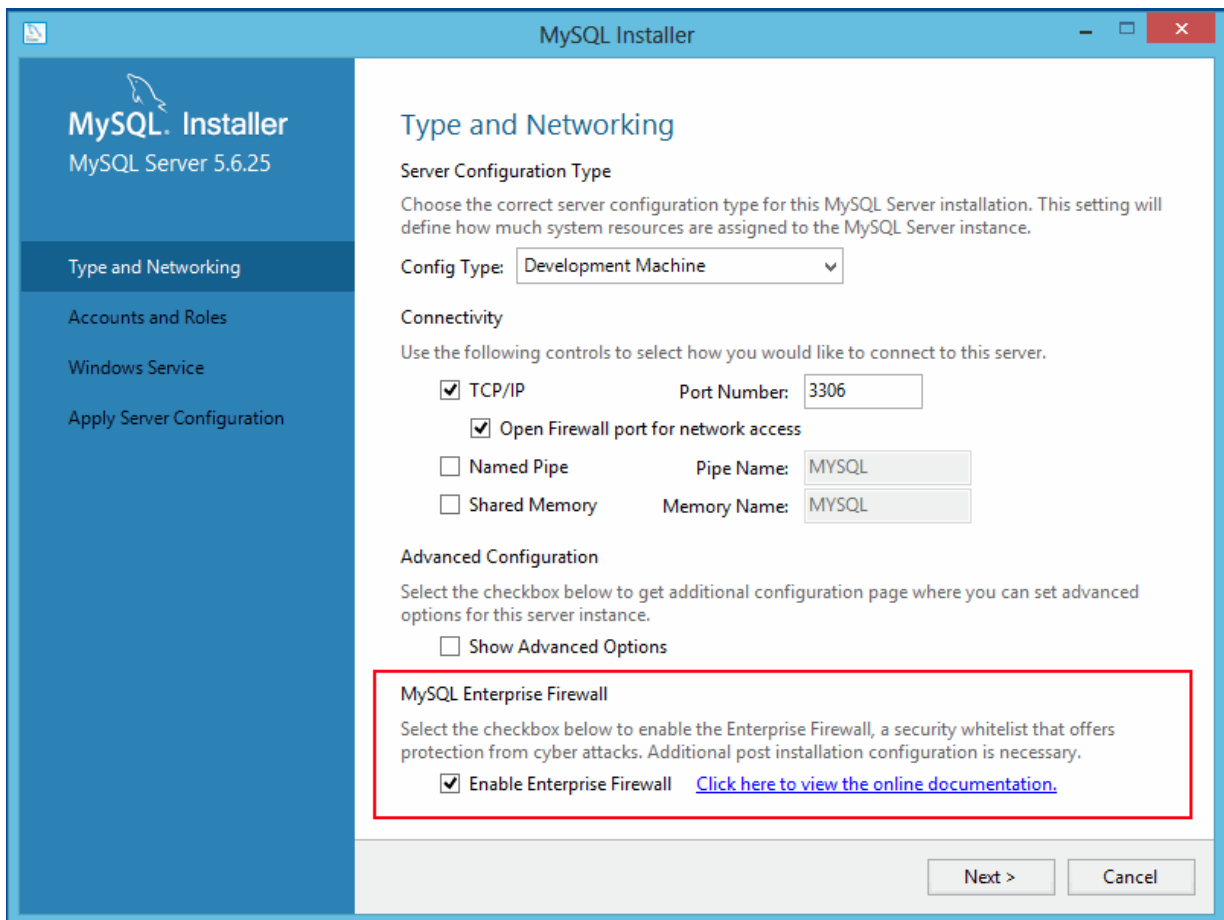 MySQL Installer
MySQL. Installer
MySQL Server 5.6.25
Type and Networking
Accounts and Roles
Windows Service
Apply Server Configuration
Type and Networking
Server Configuration Type
Choose the correct server configuration type for this MySQL Server installation. This setting will
define how much system resources are assigned to the MySQL Server instance.
Config Type: Development Machine
Connectivity
Use the following controls to select how you would like to connect to this server.
TCP/IP Port Number: 3306
Open Firewall port for network access
Named Pipe Pipe Name: MYSQL
Shared Memory Memory Name: MYSQL
Advanced Configuration
Select the checkbox below to get additional configuration page where you can set advanced
options for this server instance.
Show Advanced Options
MySQL Enterprise Firewall
Select the checkbox below to enable the Enterprise Firewall, a security whitelist that offers
protection from cyber attacks. Additional post installation configuration is necessary.
Enable Enterprise Firewall Click here to view the online documentation.
Next > Cancel